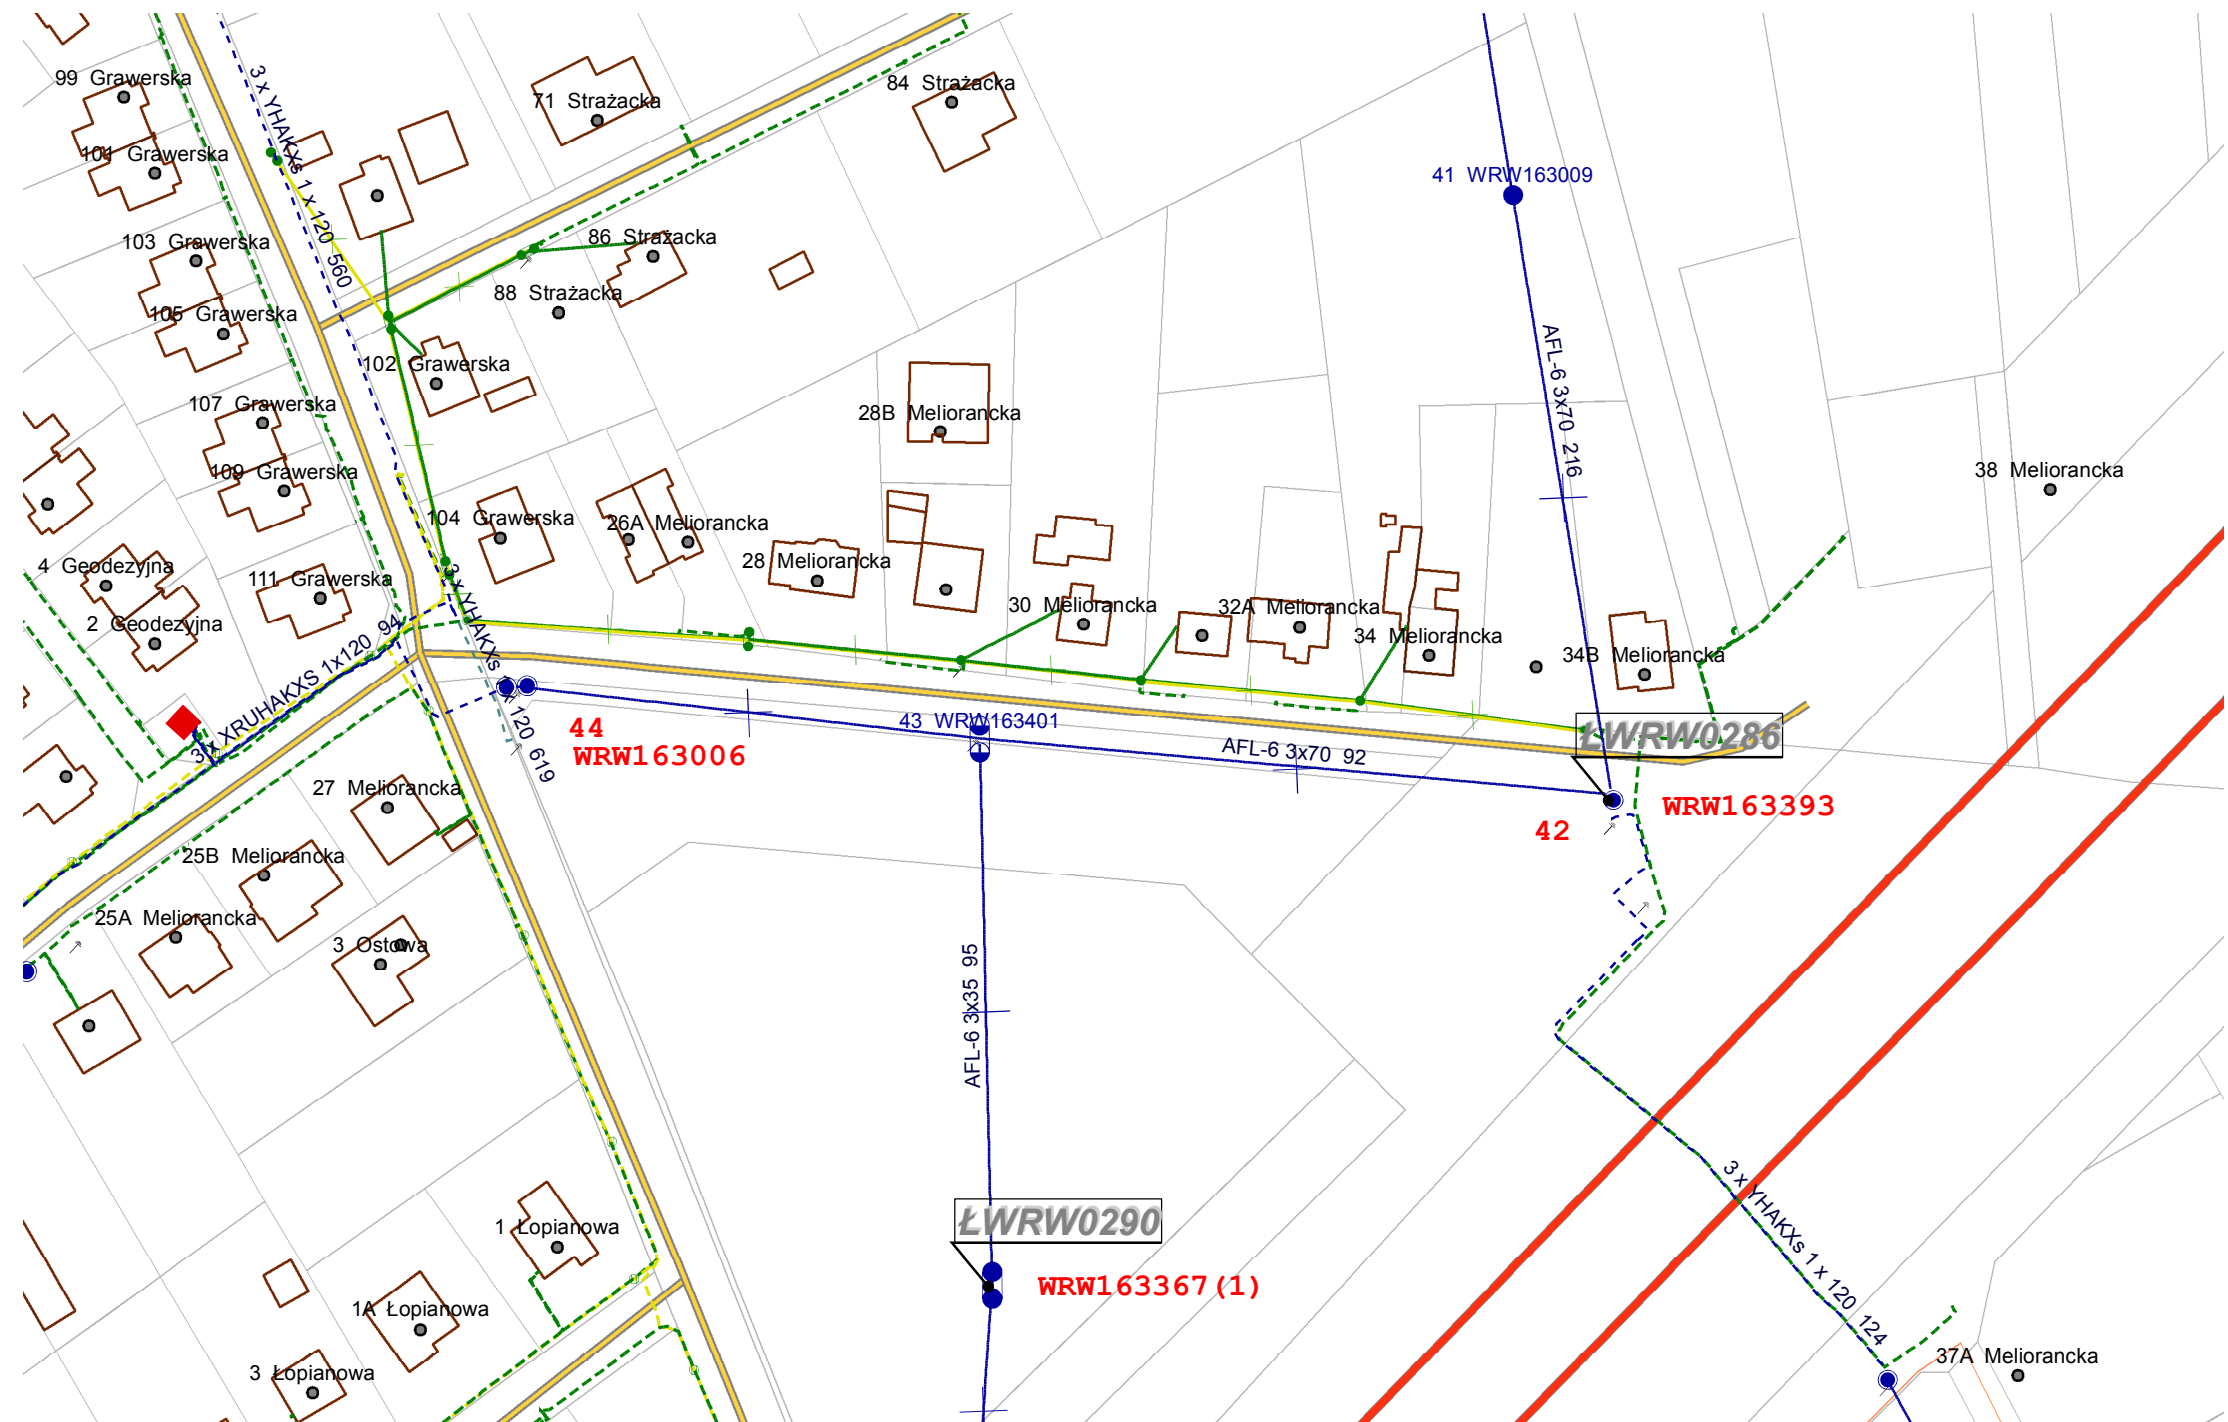 99 Grawerska
3 x YHAKXs 1 x 120 560
71 Strażacka
84 Strażacka
101 Grawerska
41 WRW163009
103 Grawerska
86 Strażacka
88 Strażacka
105 Grawerska
102 Grawerska
AFL-6 3x70 216
107 Grawerska
28B Meliorancka
109 Grawerska
38 Meliorancka
104 Grawerska
26A Meliorancka
28 Meliorancka
4 Geodezyjna
111 Grawerska
30 Meliorancka
32A Meliorancka
2 Geodezyjna
34 Meliorancka
34B Meliorancka
3 x XRUHAKXS 1x120 94
3 x YHAKXs 1 x 120 619
44
WRW163006
43 WRW163401
AFL-6 3x70 92
ŁWRW0286
27 Meliorancka
WRW163393
42
25B Meliorancka
25A Meliorancka
3 Ostowa
AFL-6 3x35 95
3 x YHAKXs 1 x 120 124
1 Łopianowa
ŁWRW0290
WRW163367(1)
1A Łopianowa
37A Meliorancka
3 Łopianowa